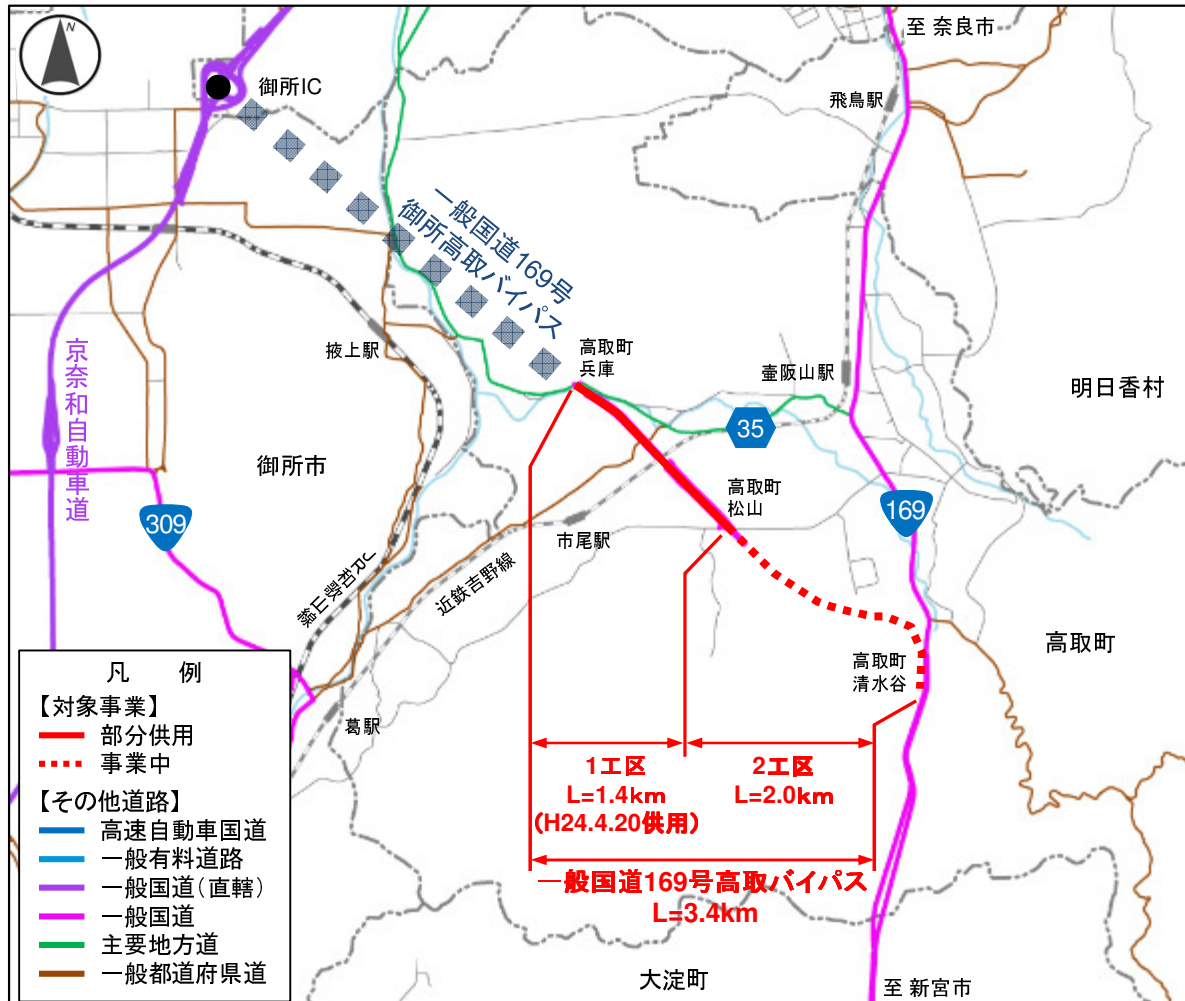 N
至 奈良市
御所IC
飛鳥駅
一般国道169号
御所高取バイパス
掖上駅
高取町
兵庫
壷阪山駅
明日香村
京奈和自動車道
35
御所市
高取町
松山
169
309
市尾駅
JR和歌山線
近鉄吉野線
高取町
高取町
清水谷
葛駅
1工区
L=1.4km
(H24.4.20供用)
2工区
L=2.0km
一般国道169号高取バイパス
L=3.4km
大淀町
至 新宮市
凡 例
【対象事業】
部分供用
事業中
【その他道路】
高速自動車国道
一般有料道路
一般国道(直轄)
一般国道
主要地方道
一般都道府県道